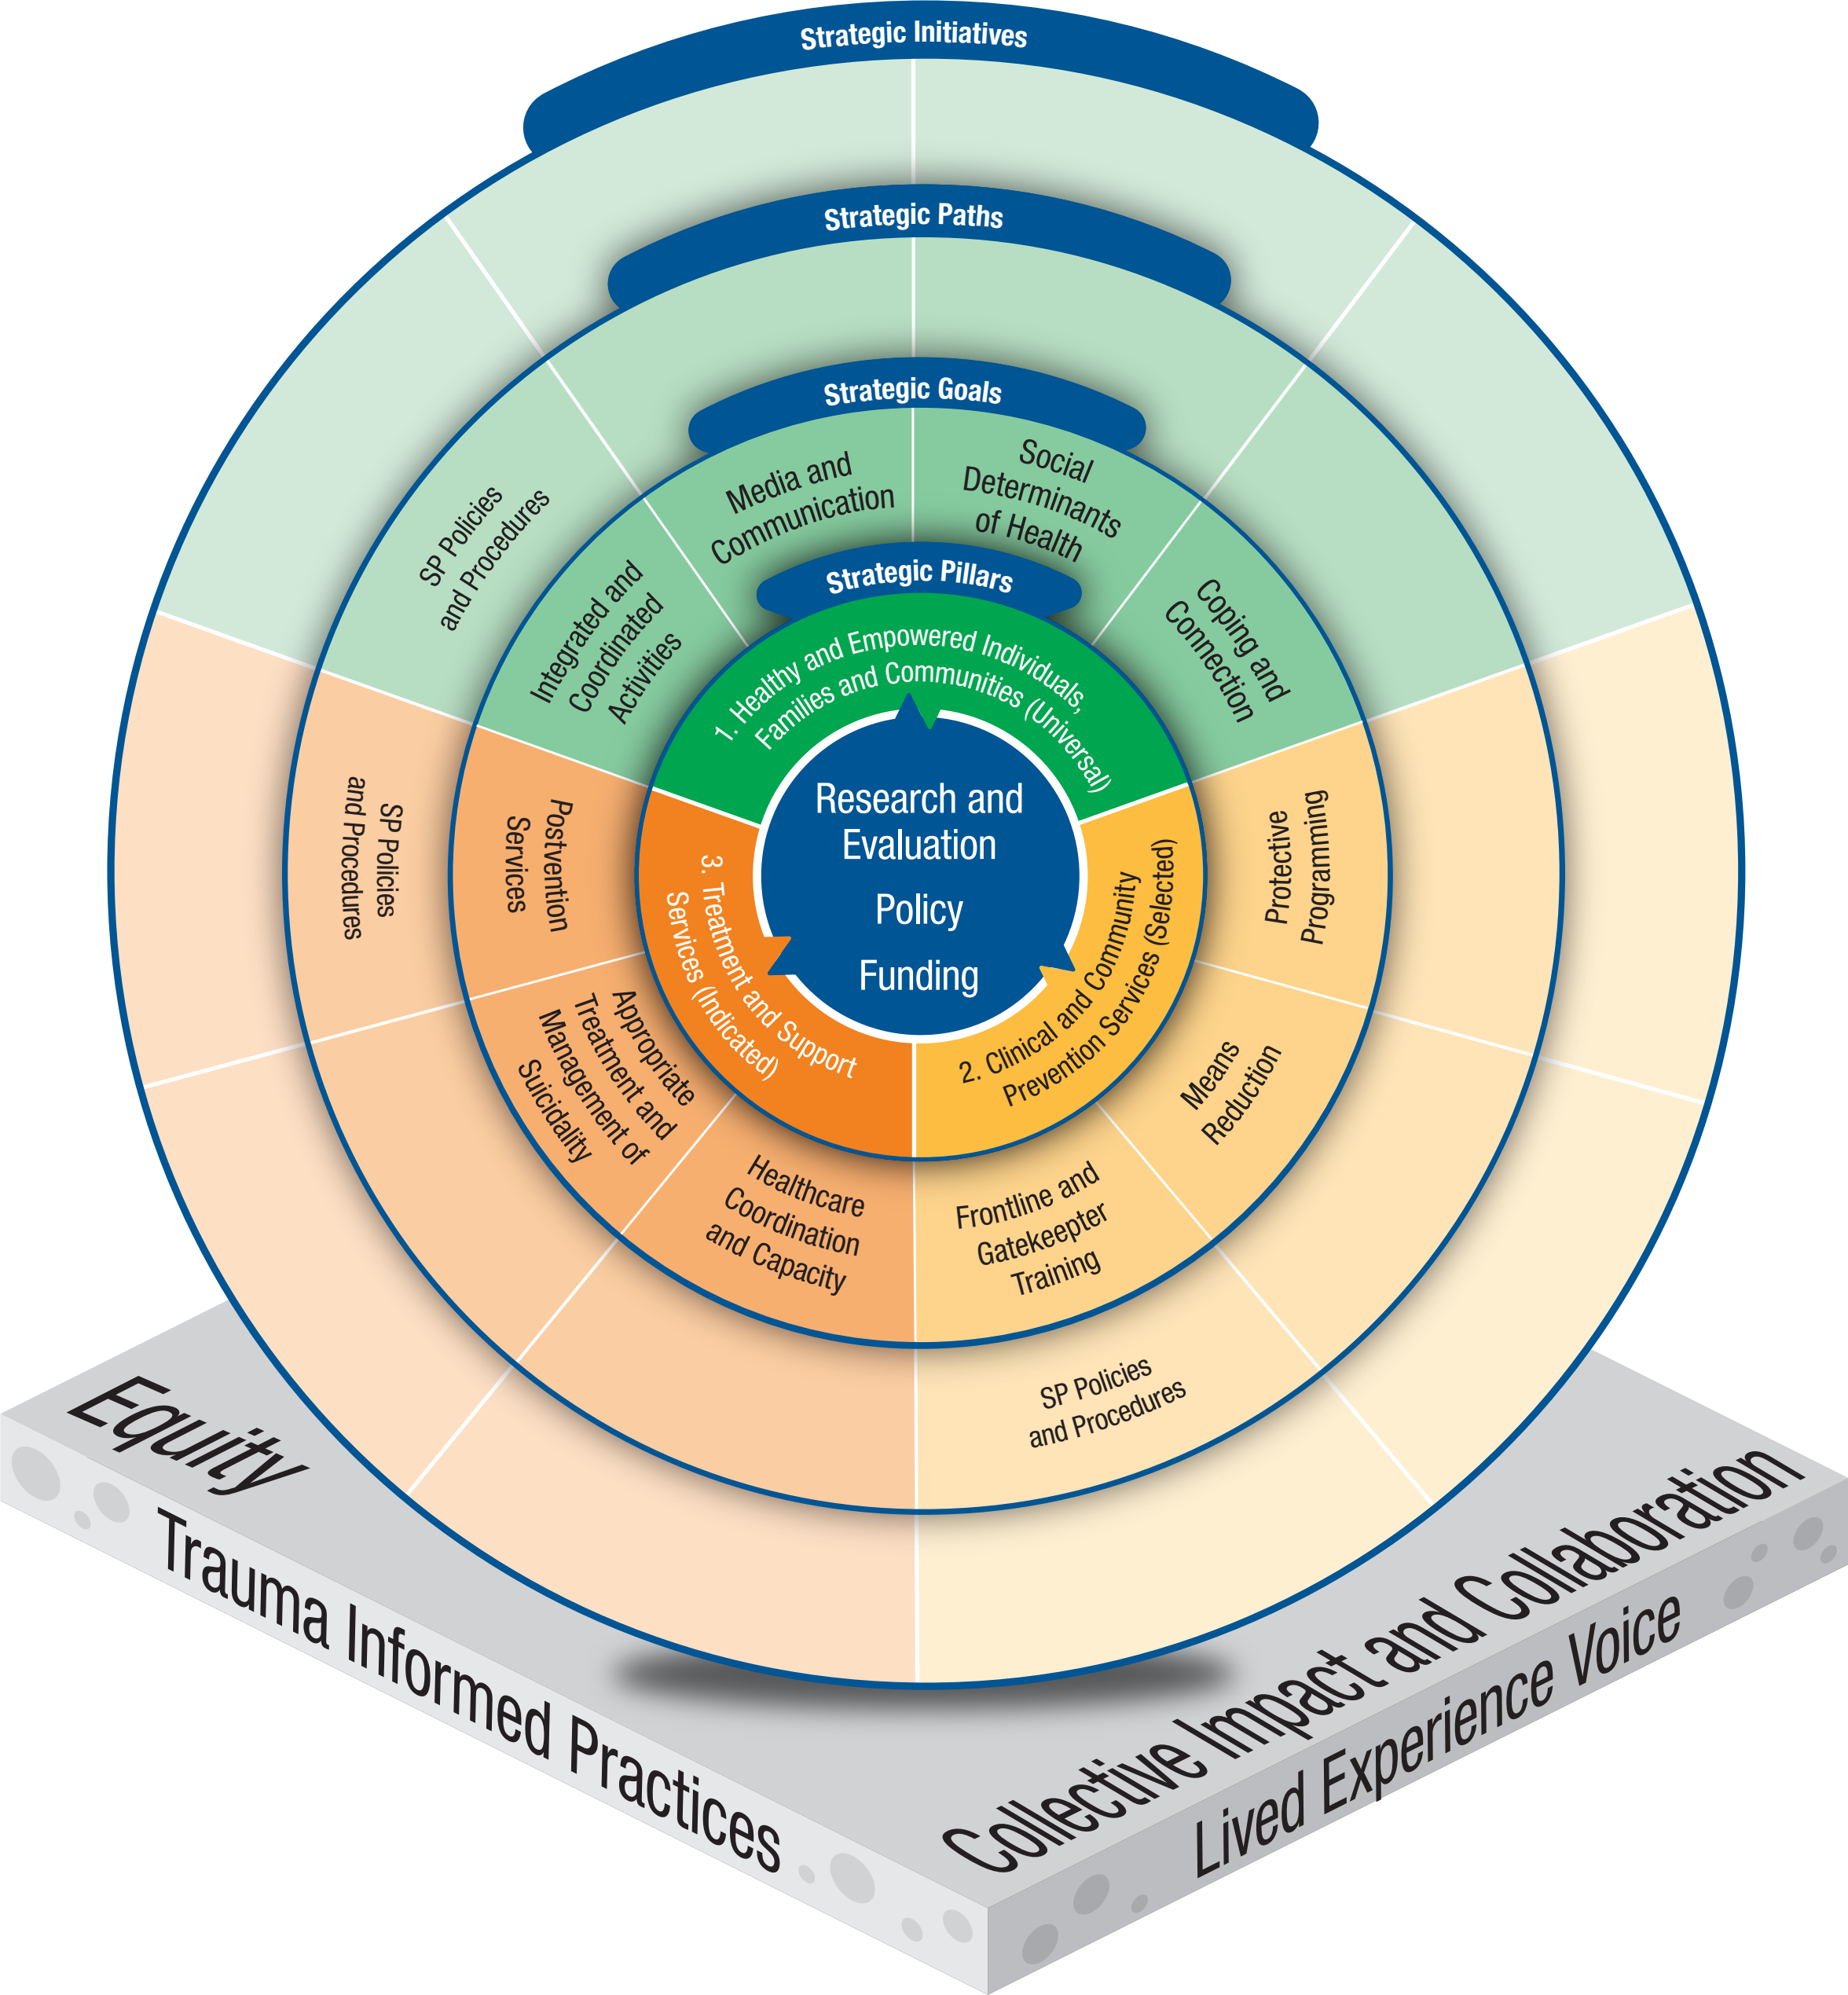 Strategic Initiatives
Strategic Paths
Strategic Goals
Strategic Pillars
SP Policies
and Procedures
Integrated and
Coordinated
Activities
Media and
Communication
Social
Determinants
of Health
Coping and
Connection
1. Healthy and Empowered Individuals,
Families and Communities (Universal)
Research and
Evaluation
Policy
Funding
2. Clinical and Community
Prevention Services (Selected)
3. Treatment and Support
Services (Indicated)
Protective
Programming
Means
Reduction
Frontline and
Gatekeepter
Training
SP Policies
and Procedures
Healthcare
Coordination
and Capacity
Appropriate
Treatment and
Management of
Suicidality
Postvention
Services
SP Policies
and Procedures
Equity
Trauma Informed Practices
Collective Impact and Collaboration
Lived Experience Voice